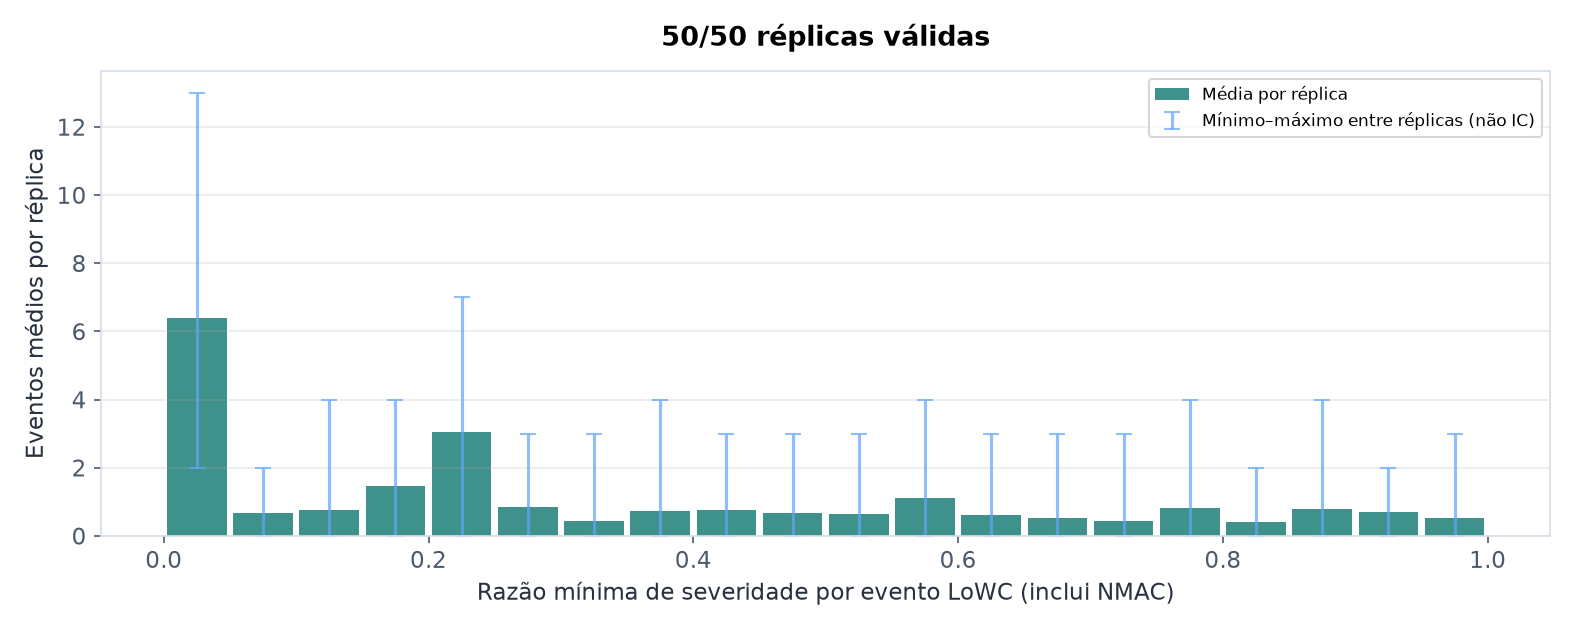 50/50 réplicas válidas
Média por réplica
Mínimo–máximo entre réplicas (não IC)
Eventos médios por réplica
12
10
8
6
4
2
0
0.0 0.2 0.4 0.6 0.8 1.0
Razão mínima de severidade por evento LoWC (inclui NMAC)